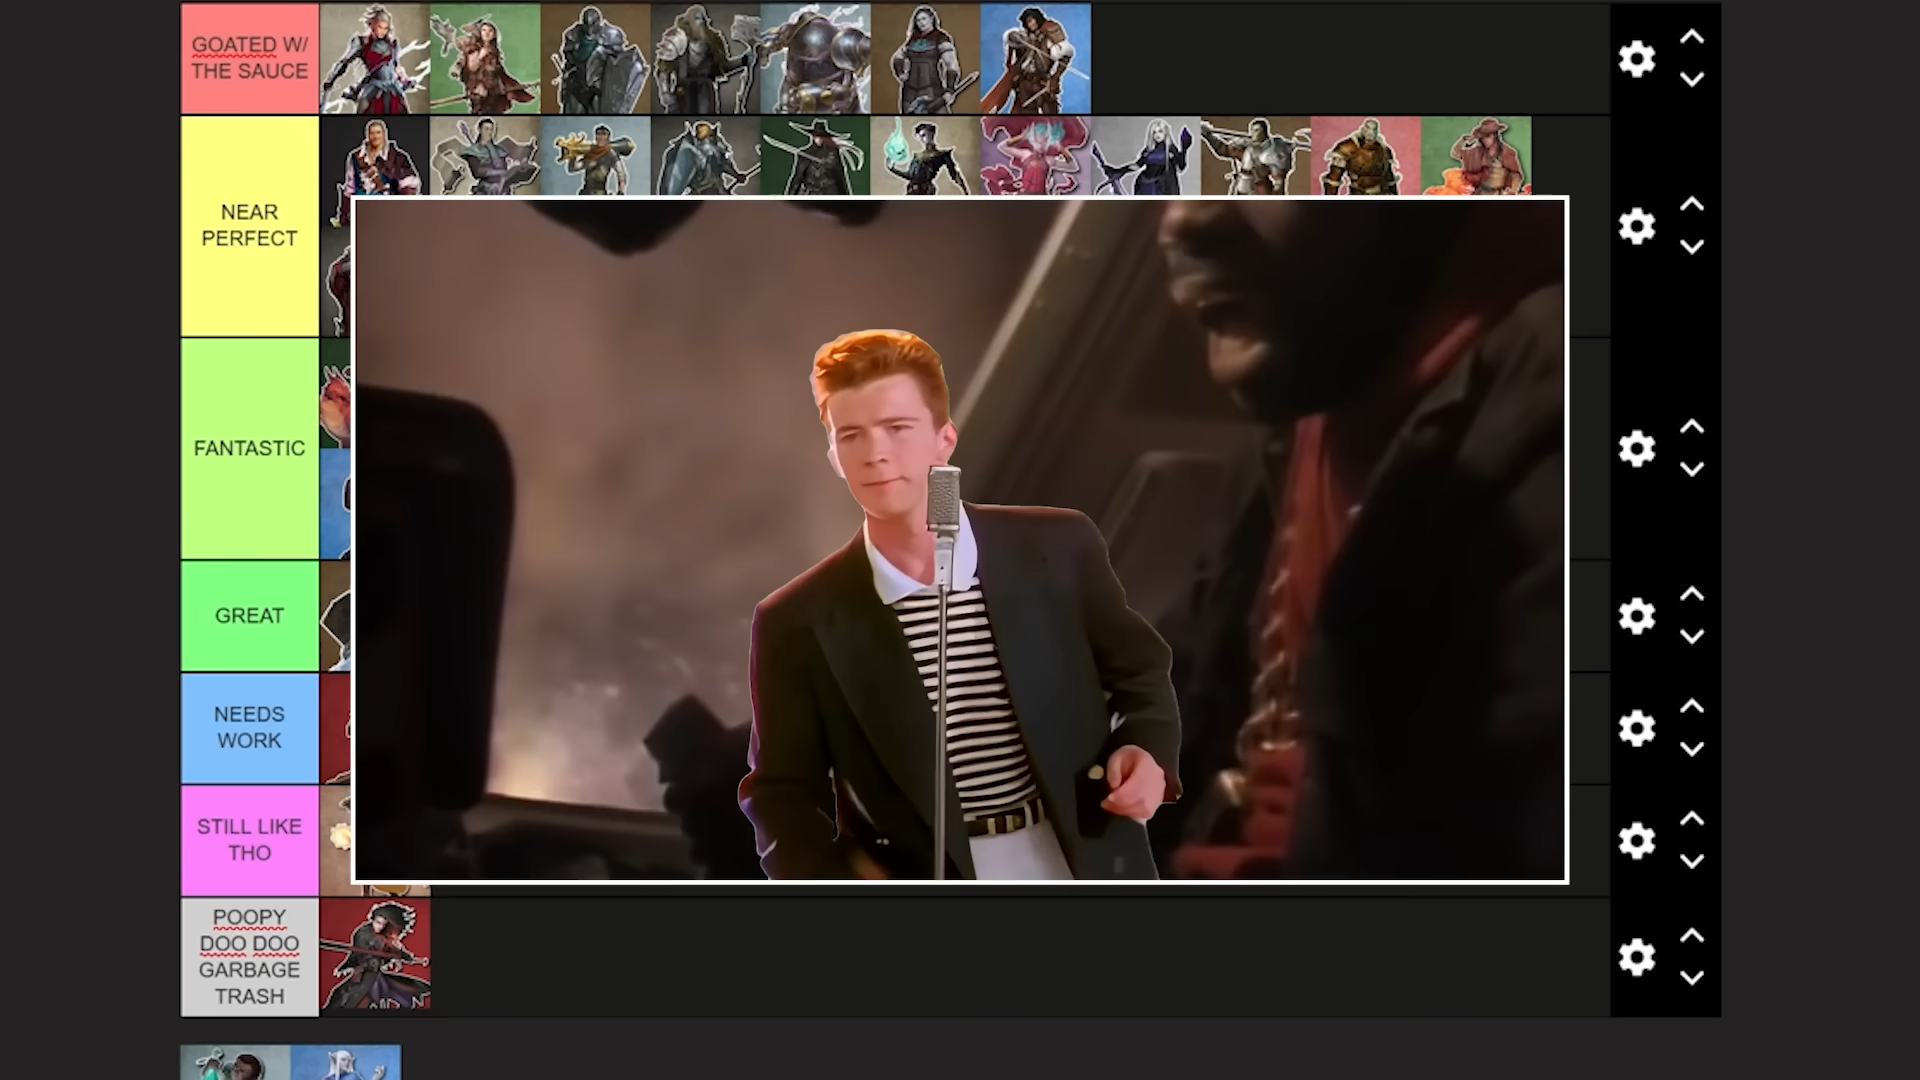 GOATED W/
THE SAUCE
NEAR
PERFECT
FANTASTIC
GREAT
NEEDS
WORK
STILL LIKE
THO
POOPY
DOO DOO
GARBAGE
TRASH